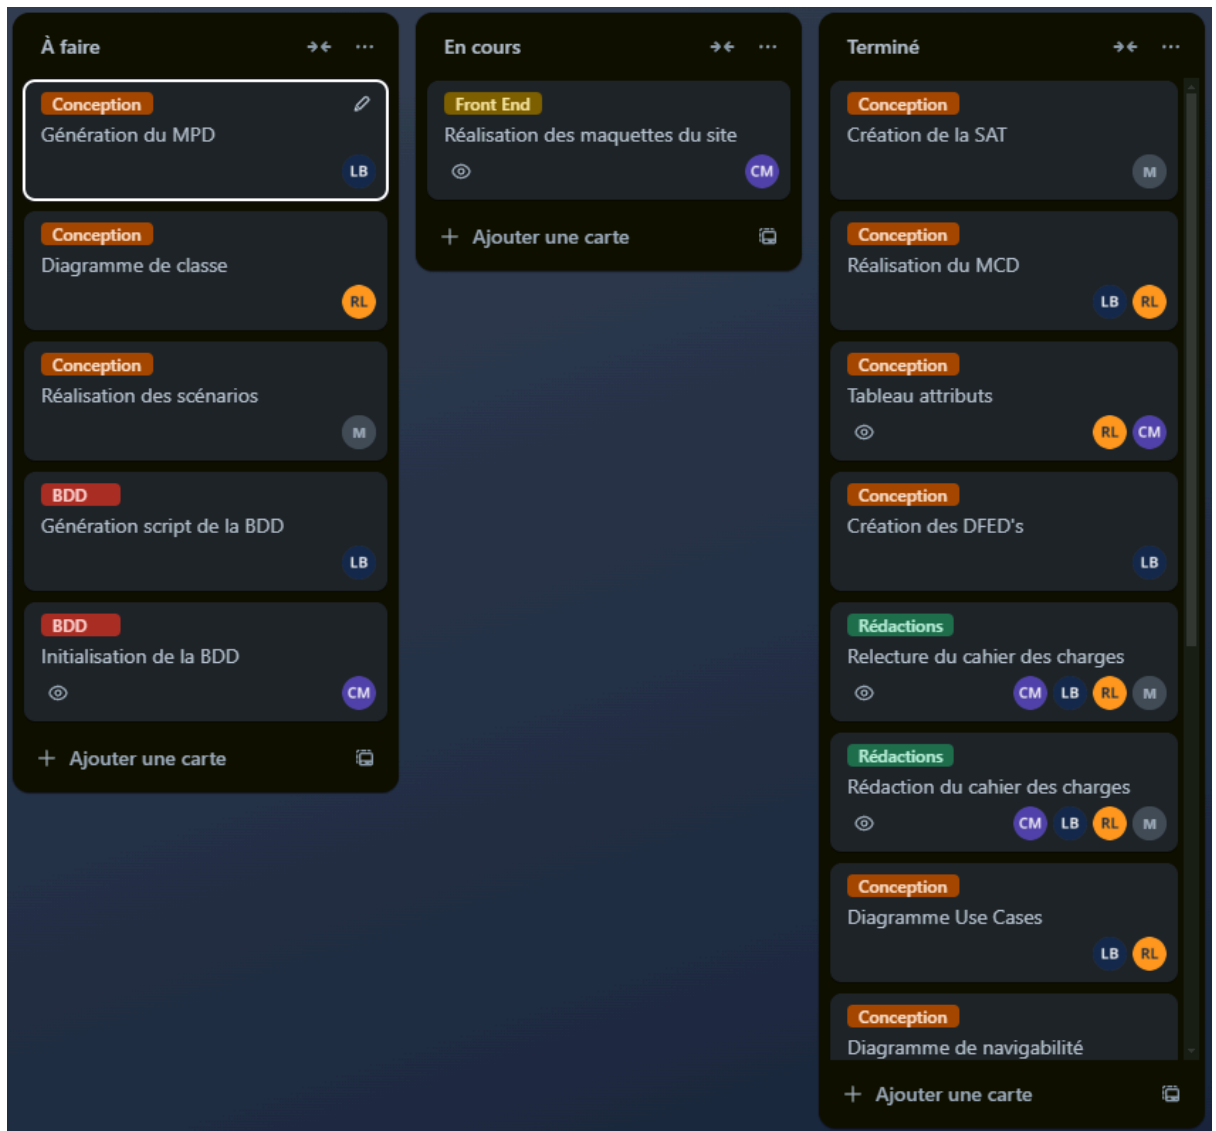 À faire
Conception
Génération du MPD
LB
Conception
Diagramme de classe
RL
Conception
Réalisation des scénarios
M
BDD
Génération script de la BDD
LB
BDD
Initialisation de la BDD
CM
Ajouter une carte
En cours
Front End
Réalisation des maquettes du site
CM
Ajouter une carte
Terminé
Conception
Création de la SAT
M
Conception
Réalisation du MCD
LB RL
Conception
Tableau attributs
RL CM
Conception
Création des DFED's
LB
Rédactions
Relecture du cahier des charges
CM LB RL M
Rédactions
Rédaction du cahier des charges
CM LB RL M
Conception
Diagramme Use Cases
LB RL
Conception
Diagramme de navigabilité
Ajouter une carte